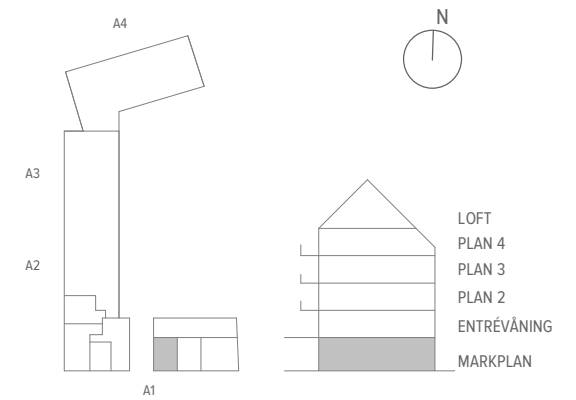 A4
N
A3
A2
A1
LOFT
PLAN 4
PLAN 3
PLAN 2
ENTRÉVÅNING
MARKPLAN